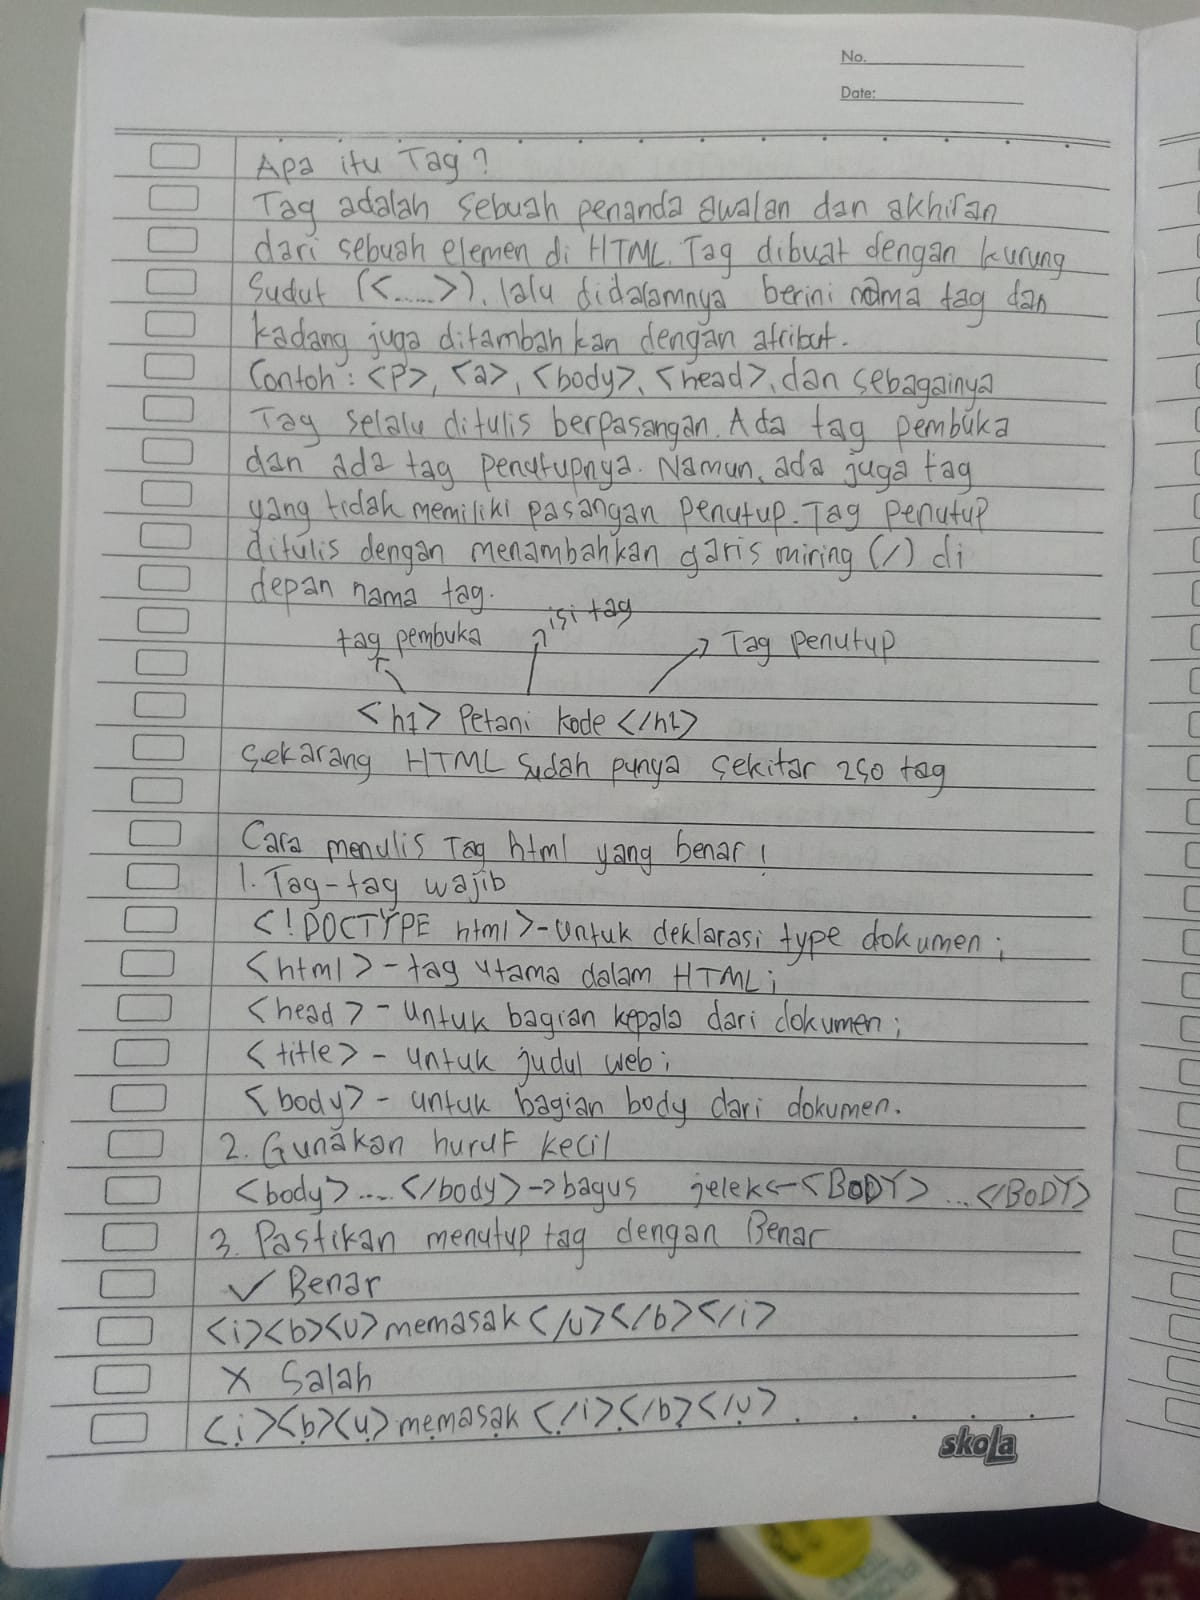 No.
Date:
Apa itu Tag?
Tag adalah sebuah penanda awalan dan akhiran
dari sebuah elemen di HTML. Tag dibuat dengan kurung
Sudut (<......>), lalu didalamnya berini nama tag dan
kadang juga ditambahkan dengan atribut.
Contoh : <P>, <a>, <body>, <head>, dan sebagainya
Tag selalu ditulis berpasangan. Ada tag pembuka
dan ada tag penutupnya. Namun, ada juga tag
yang tidak memiliki pasangan penutup. Tag penutup
ditulis dengan menambahkan garis miring (/) di
depan nama tag.
isi tag
tag pembuka
Tag penutup
<h1> Petani kode </h1>
Sekarang HTML sudah punya sekitar 250 tag
Cara menulis Tag html yang benar!
1. Tag-tag wajib
<!DOCTYPE html>-Untuk deklarasi type dokumen;
<html>-tag utama dalam HTML;
<head>- untuk bagian kepala dari dokumen;
<title>- untuk judul web;
<body>- untuk bagian body dari dokumen.
2. Gunakan huruf kecil
<body>.....</body>→bagus jelek←<BODY>...</BODY>
3. Pastikan menutup tag dengan Benar
✓ Benar
<i><b><u>memasak</u></b></i>
X Salah
<i><b><u>memasak</i></b></u>
skola